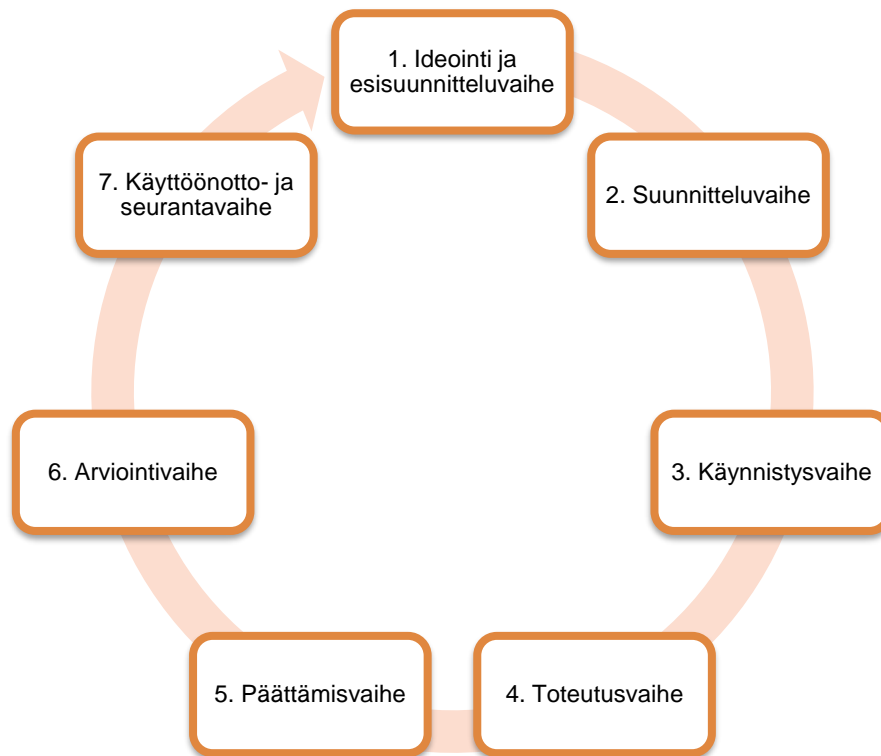 1. Ideointi ja
esisuunnitteluvaihe
2. Suunnitteluvaihe
3. Käynnistysvaihe
4. Toteutusvaihe
5. Päättämisvaihe
6. Arviointivaihe
7. Käyttöönotto- ja
seurantavaihe